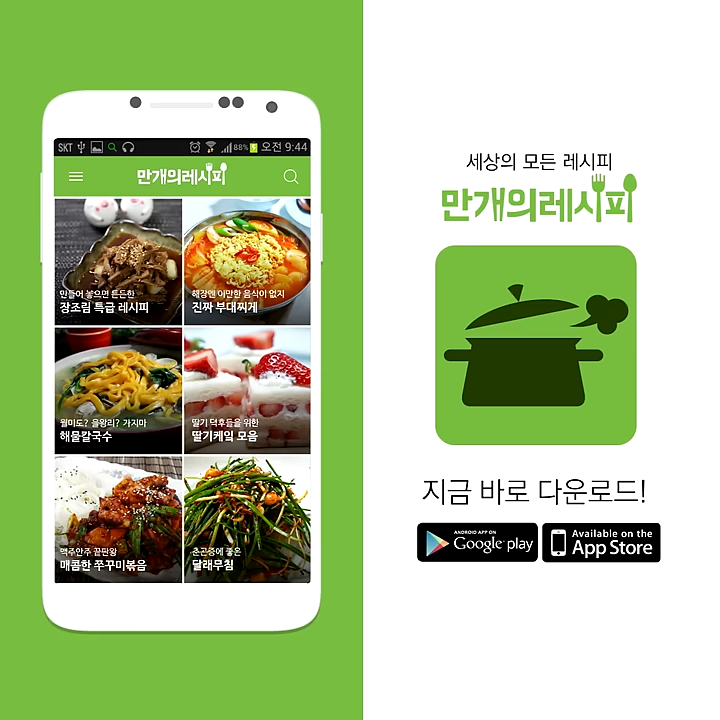 SKT 88% 오전 9:44
만개의레시피
만들어 놓으면 든든한
장조림 특급 레시피
해장엔 이만한 음식이 없지
진짜 부대찌게
월미도? 을왕리? 가지마
해물칼국수
딸기 덕후들을 위한
딸기케잌 모음
맥주안주 끝판왕
매콤한 쭈꾸미볶음
춘곤증에 좋은
달래무침
세상의 모든 레시피
만개의레시피
지금 바로 다운로드!
ANDROID APP ON
Google play
Available on the
App Store